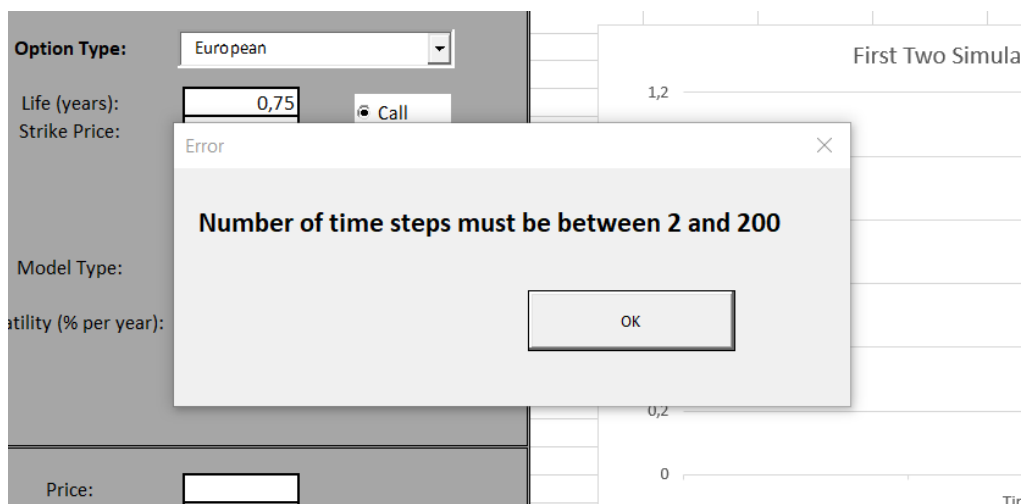 Option Type:
European
First Two Simula
Life (years):
0,75
Call
1,2
Strike Price:
Error
Number of time steps must be between 2 and 200
Model Type:
atility (% per year):
OK
0,2
0
Price:
Tir